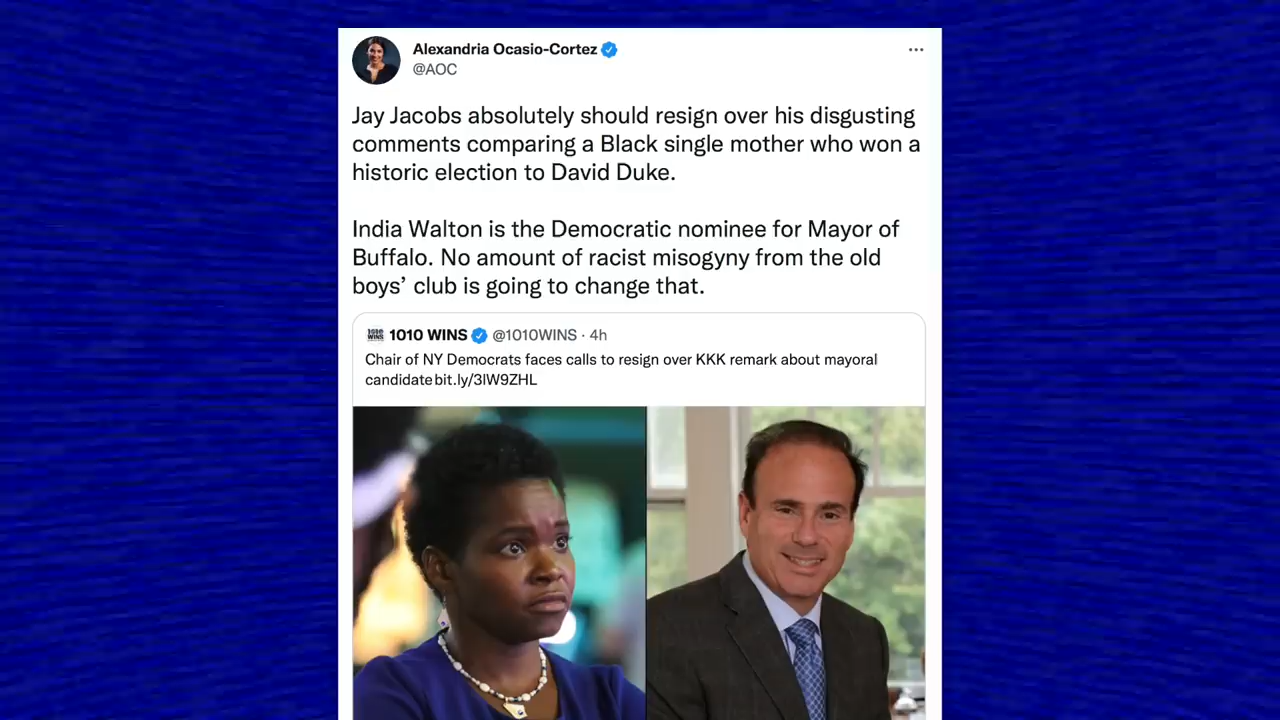 Alexandria Ocasio-Cortez
@AOC
Jay Jacobs absolutely should resign over his disgusting
comments comparing a Black single mother who won a
historic election to David Duke.
India Walton is the Democratic nominee for Mayor of
Buffalo. No amount of racist misogyny from the old
boys’ club is going to change that.
1010 WINS 1010 WINS @1010WINS · 4h
Chair of NY Democrats faces calls to resign over KKK remark about mayoral
candidate bit.ly/3lW9ZHL